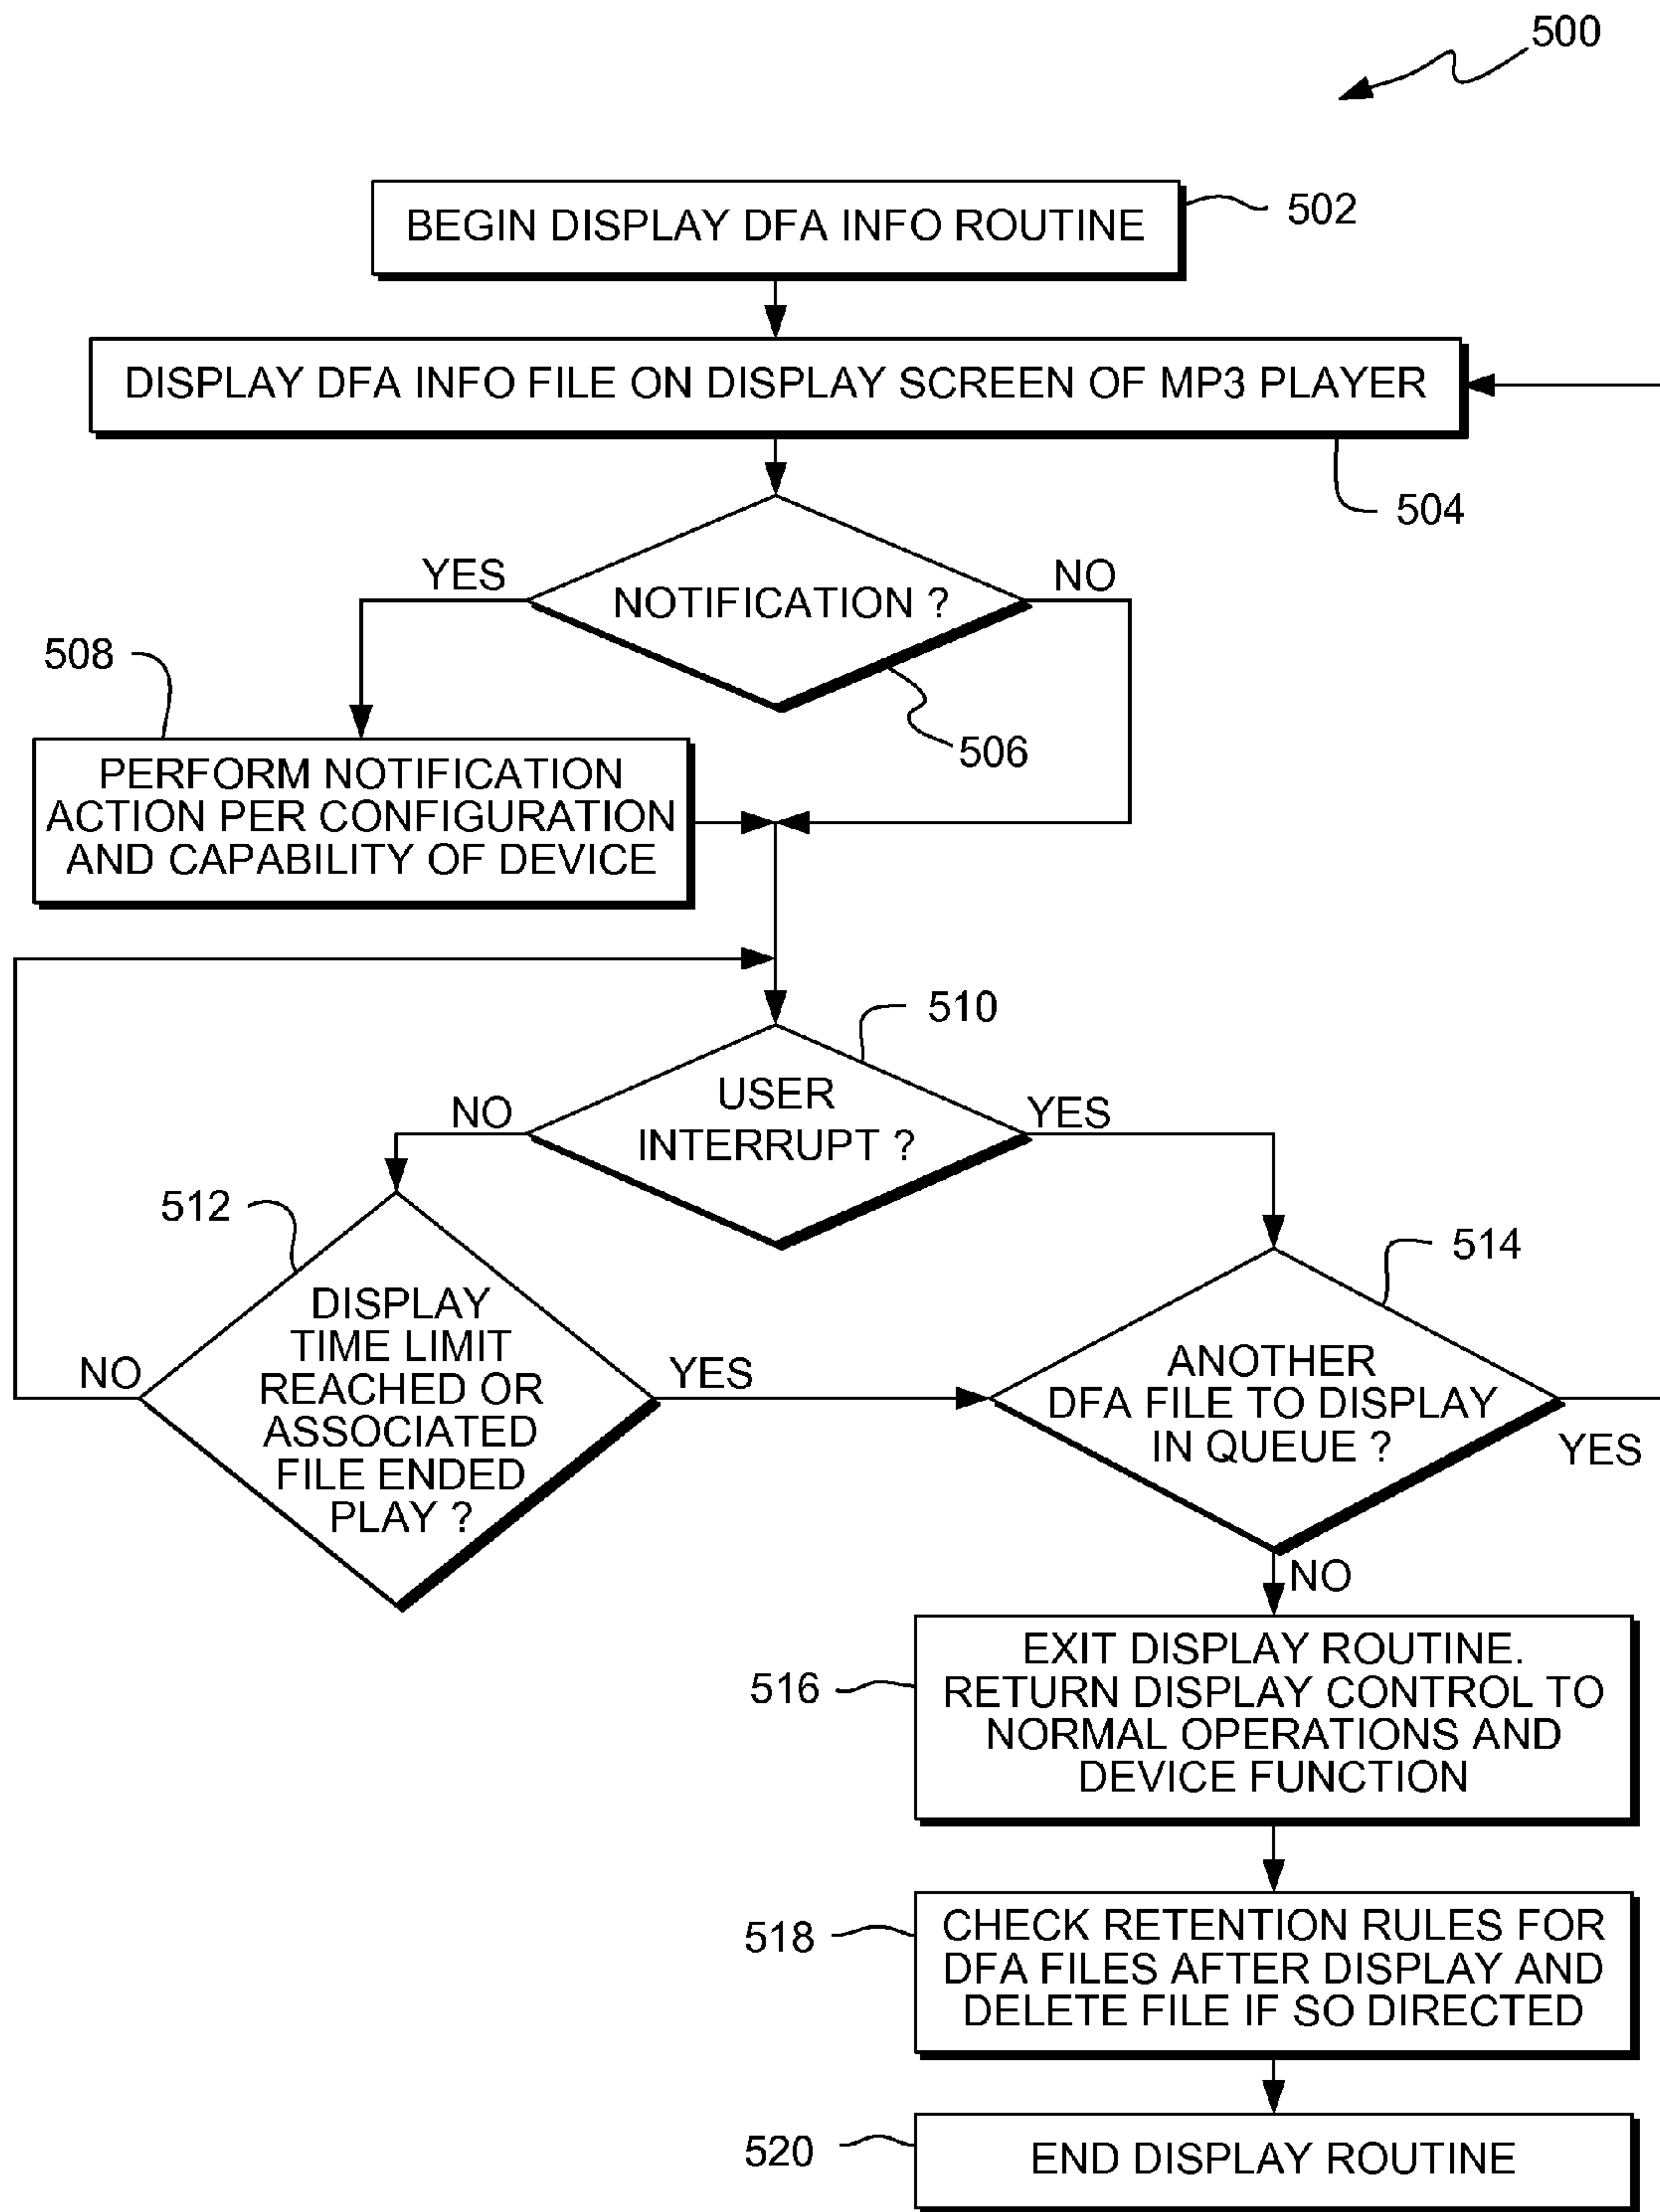 500
BEGIN DISPLAY DFA INFO ROUTINE
502
DISPLAY DFA INFO FILE ON DISPLAY SCREEN OF MP3 PLAYER
504
YES
NO
NOTIFICATION ?
506
508
PERFORM NOTIFICATION
ACTION PER CONFIGURATION
AND CAPABILITY OF DEVICE
510
USER
INTERRUPT ?
NO
YES
512
DISPLAY
TIME LIMIT
REACHED OR
ASSOCIATED
FILE ENDED
PLAY ?
NO
YES
514
ANOTHER
DFA FILE TO DISPLAY
IN QUEUE ?
YES
NO
516
EXIT DISPLAY ROUTINE.
RETURN DISPLAY CONTROL TO
NORMAL OPERATIONS AND
DEVICE FUNCTION
518
CHECK RETENTION RULES FOR
DFA FILES AFTER DISPLAY AND
DELETE FILE IF SO DIRECTED
520
END DISPLAY ROUTINE